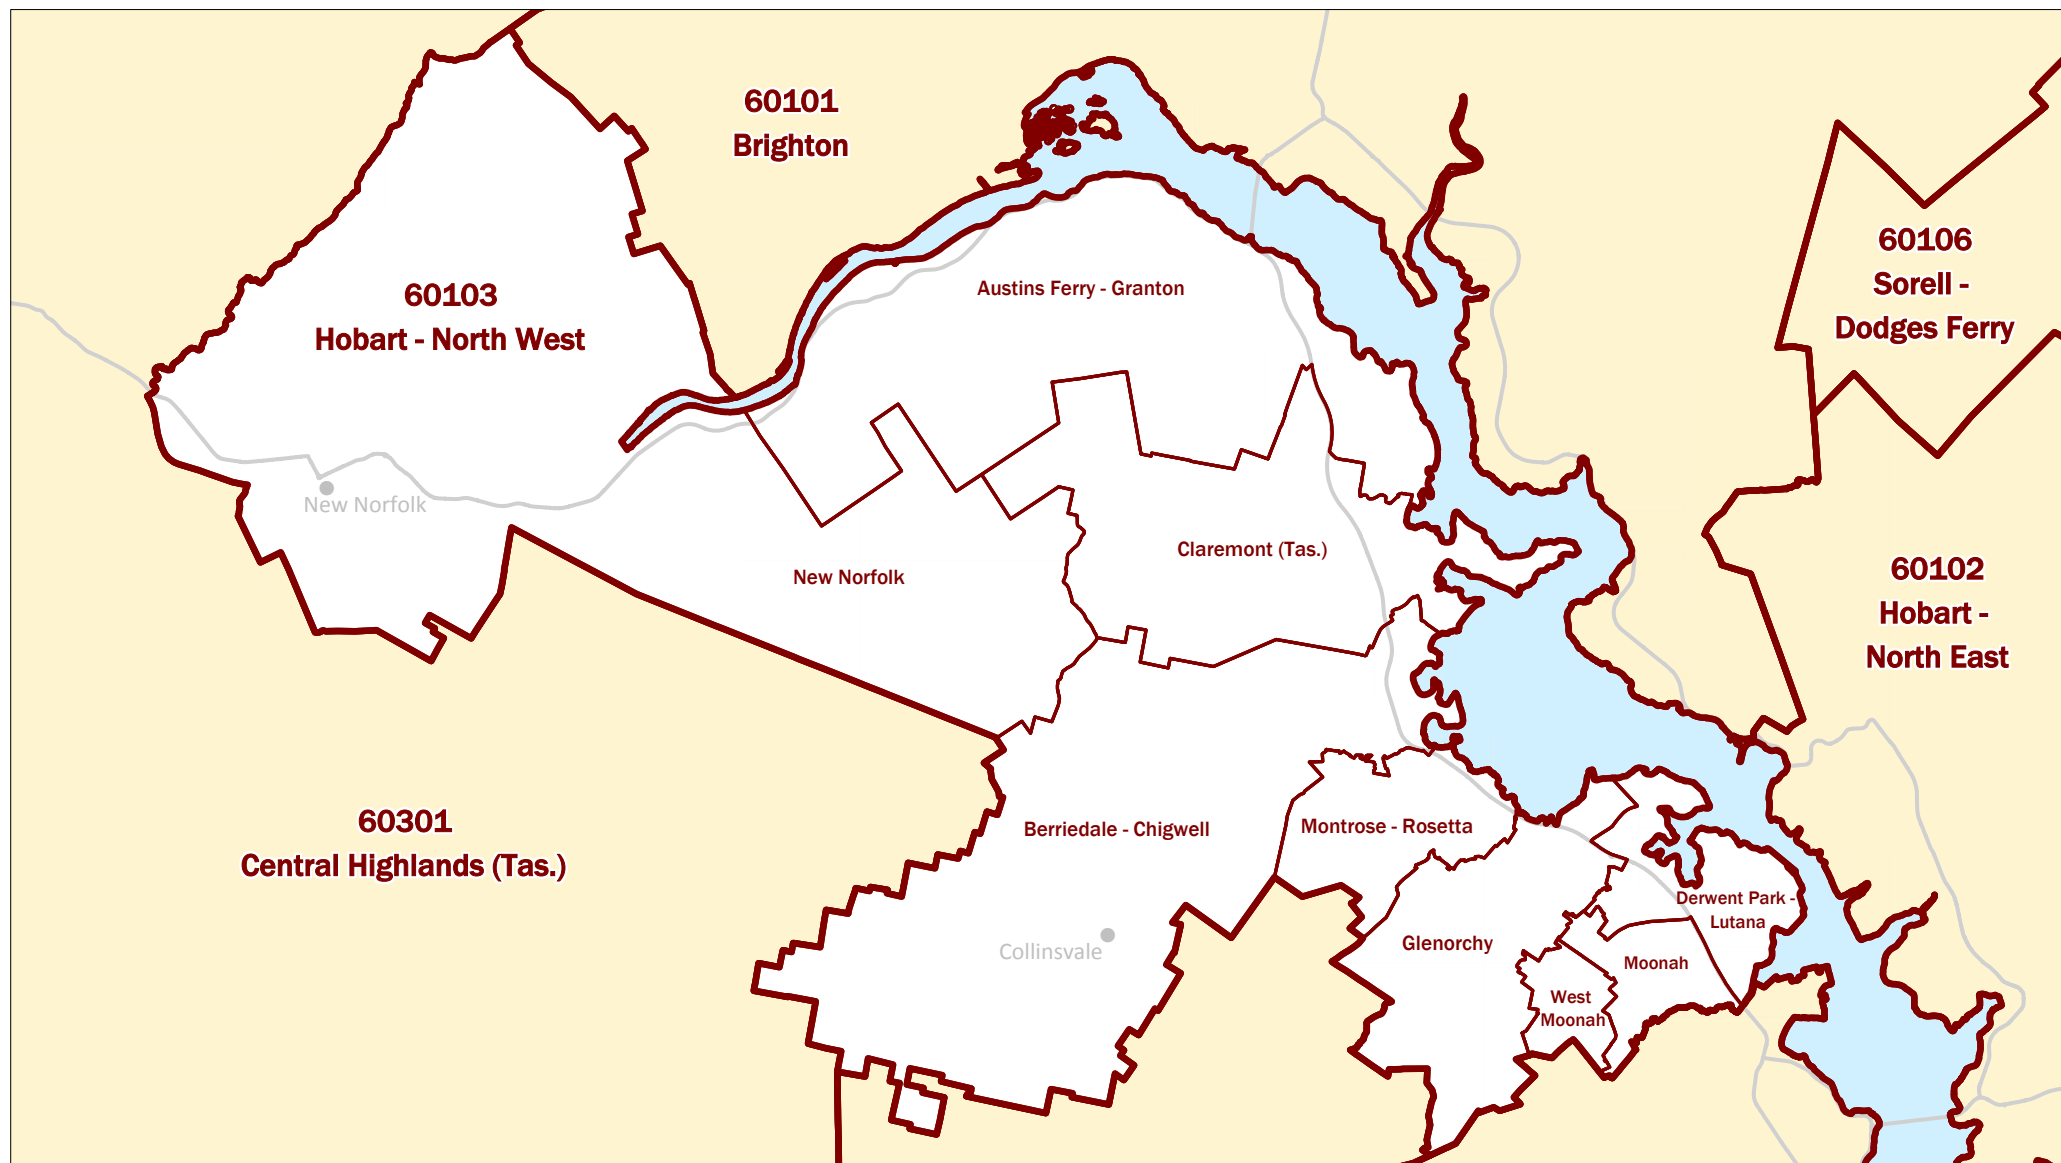 60101
Brighton
60106
Sorell -
Dodges Ferry
60103
Hobart - North West
Austins Ferry - Granton
New Norfolk
Claremont (Tas.)
New Norfolk
60102
Hobart -
North East
60301
Central Highlands (Tas.)
Berriedale - Chigwell
Montrose - Rosetta
Derwent Park -
Lutana
Glenorchy
Collinsvale
Moonah
West
Moonah